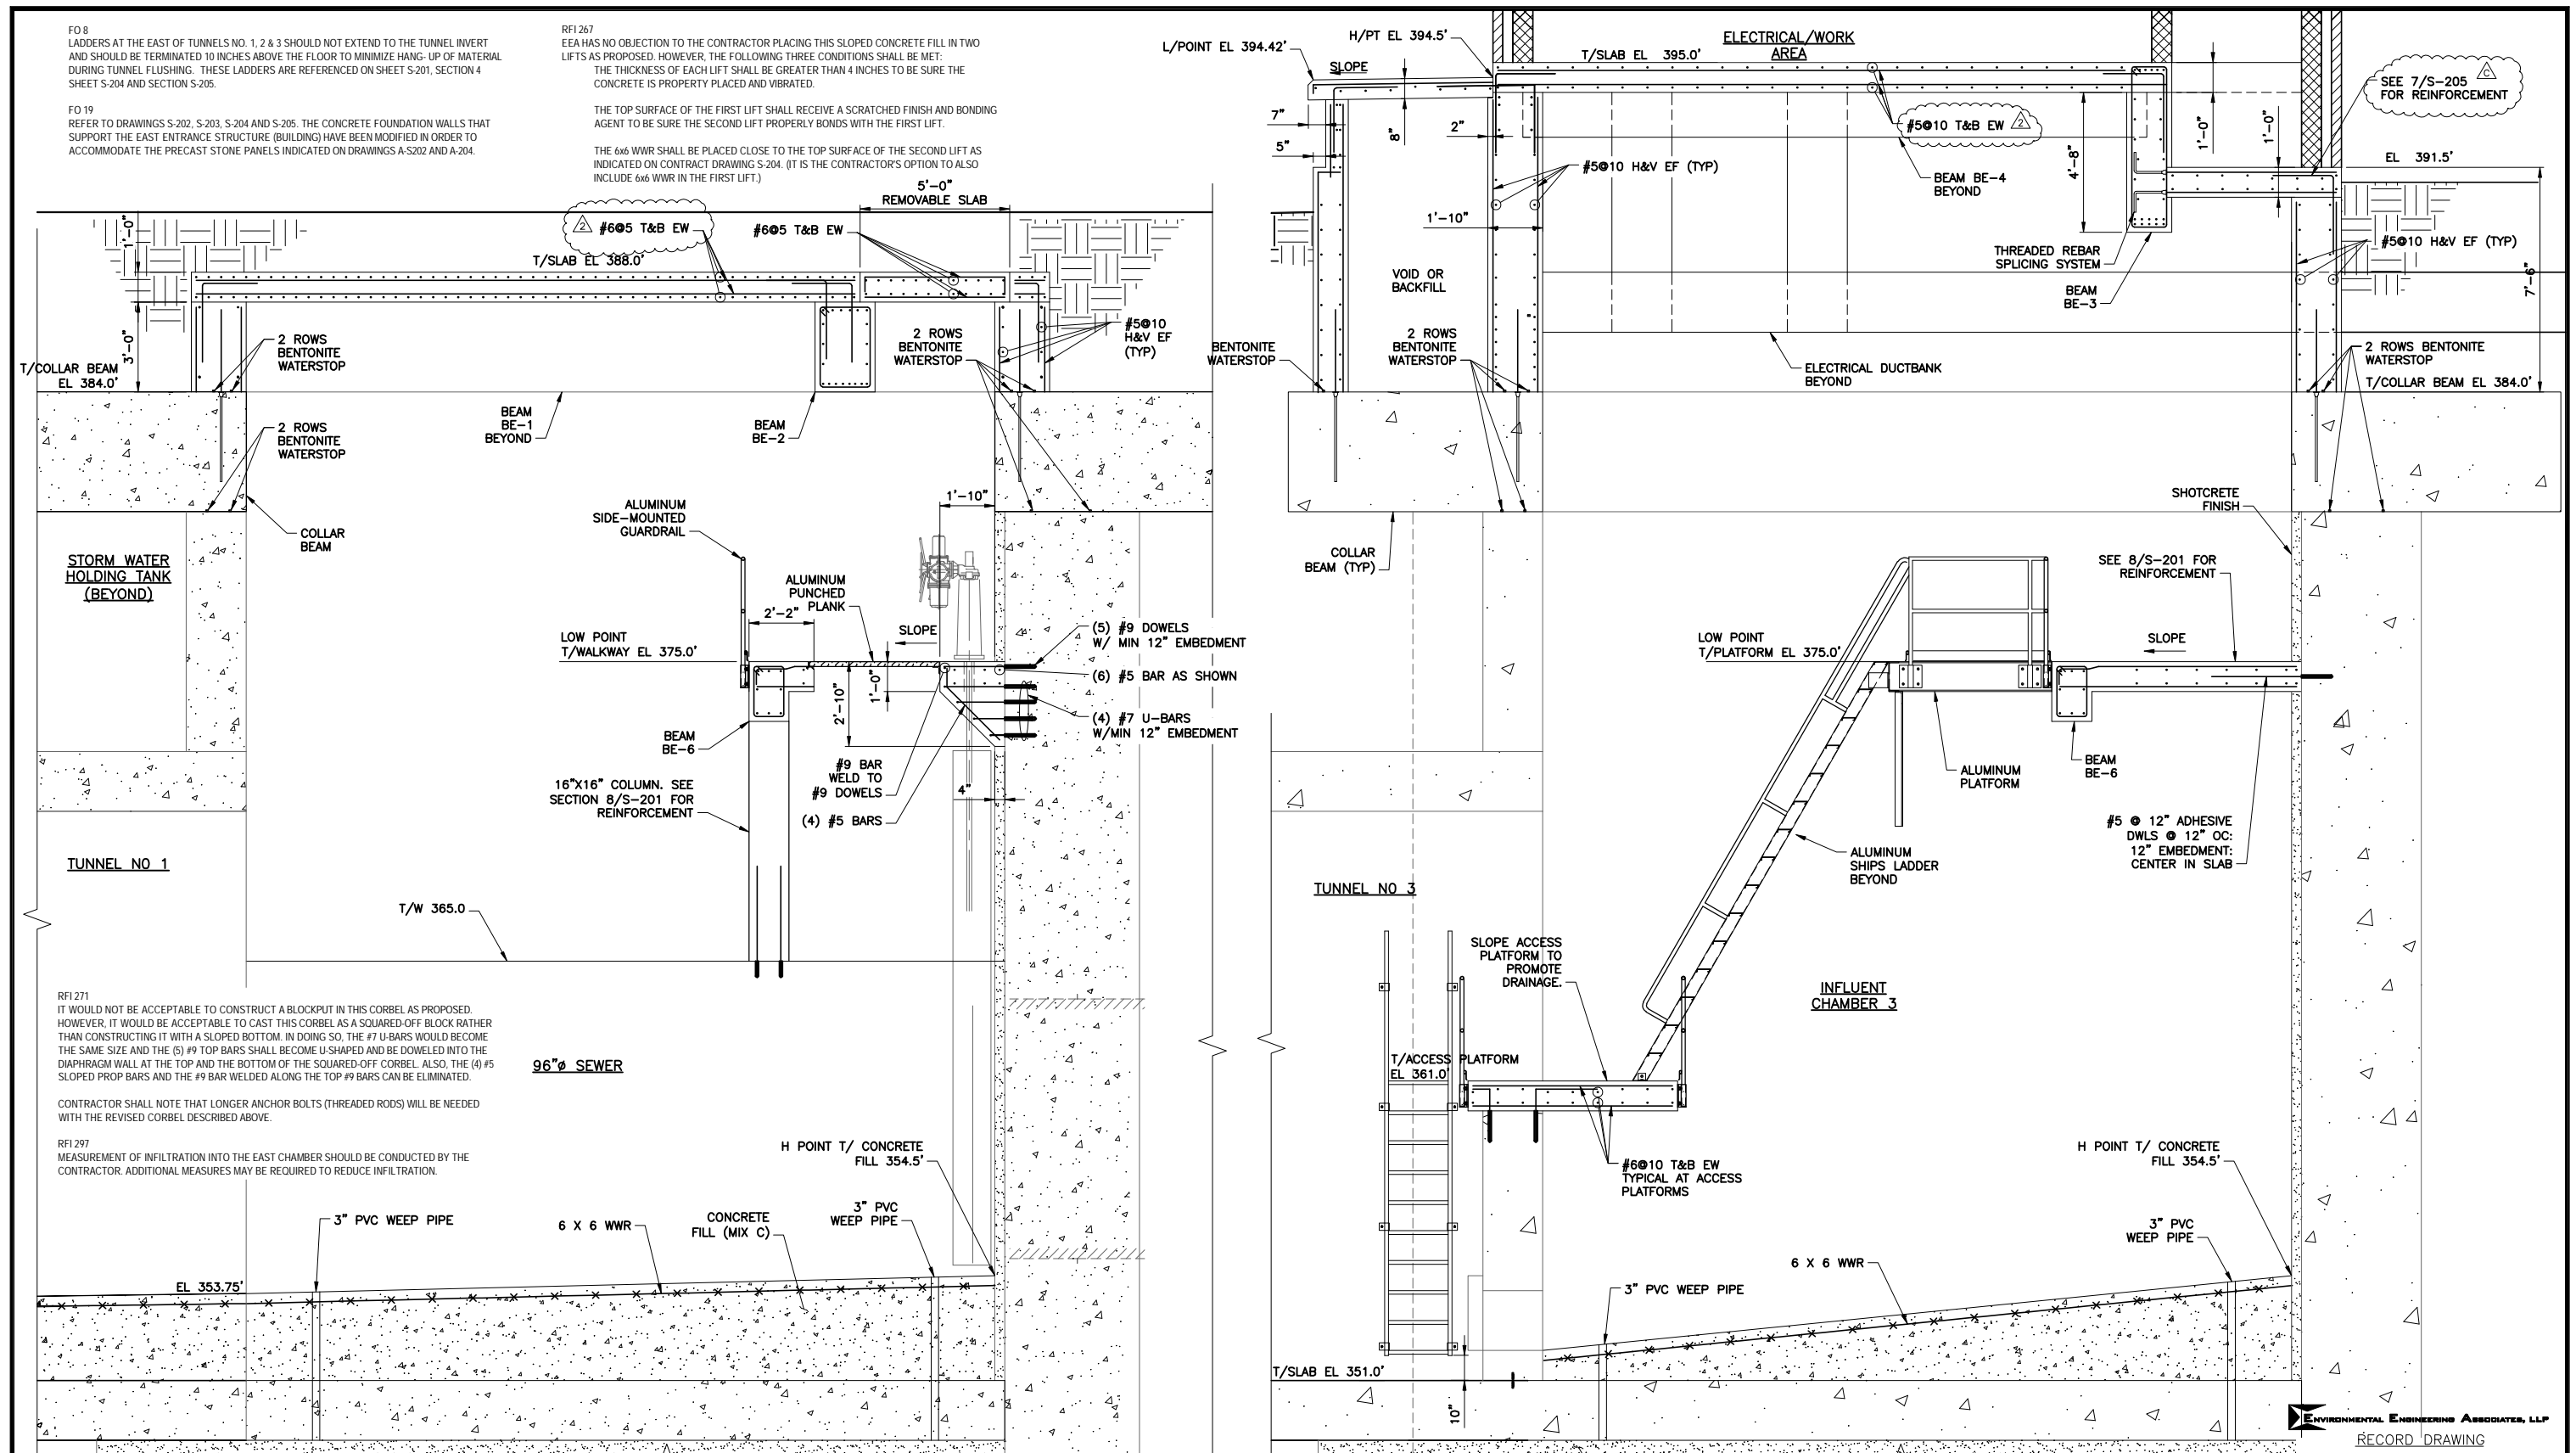 FO 8
LADDERS AT THE EAST OF TUNNELS NO. 1, 2 & 3 SHOULD NOT EXTEND TO THE TUNNEL INVERT
AND SHOULD BE TERMINATED 10 INCHES ABOVE THE FLOOR TO MINIMIZE HANG- UP OF MATERIAL
DURING TUNNEL FLUSHING. THESE LADDERS ARE REFERENCED ON SHEET S-201, SECTION 4
SHEET S-204 AND SECTION S-205.
FO 19
REFER TO DRAWINGS S-202, S-203, S-204 AND S-205. THE CONCRETE FOUNDATION WALLS THAT
SUPPORT THE EAST ENTRANCE STRUCTURE (BUILDING) HAVE BEEN MODIFIED IN ORDER TO
ACCOMMODATE THE PRECAST STONE PANELS INDICATED ON DRAWINGS A-S202 AND A-204.
RFI 267
EEA HAS NO OBJECTION TO THE CONTRACTOR PLACING THIS SLOPED CONCRETE FILL IN TWO
LIFTS AS PROPOSED. HOWEVER, THE FOLLOWING THREE CONDITIONS SHALL BE MET:
THE THICKNESS OF EACH LIFT SHALL BE GREATER THAN 4 INCHES TO BE SURE THE
CONCRETE IS PROPERTY PLACED AND VIBRATED.
THE TOP SURFACE OF THE FIRST LIFT SHALL RECEIVE A SCRATCHED FINISH AND BONDING
AGENT TO BE SURE THE SECOND LIFT PROPERLY BONDS WITH THE FIRST LIFT.
THE 6x6 WWR SHALL BE PLACED CLOSE TO THE TOP SURFACE OF THE SECOND LIFT AS
INDICATED ON CONTRACT DRAWING S-204. (IT IS THE CONTRACTOR'S OPTION TO ALSO
INCLUDE 6x6 WWR IN THE FIRST LIFT.)
5'-0"
REMOVABLE SLAB
2 #6@5 T&B EW
#6@5 T&B EW
T/SLAB EL 388.0'
1'-0"
3'-0"
T/COLLAR BEAM
EL 384.0'
2 ROWS
BENTONITE
WATERSTOP
2 ROWS
BENTONITE
WATERSTOP
#5@10
H&V EF
(TYP)
2 ROWS
BENTONITE
WATERSTOP
BEAM
BE-1
BEYOND
BEAM
BE-2
COLLAR
BEAM
STORM WATER
HOLDING TANK
(BEYOND)
ALUMINUM
SIDE-MOUNTED
GUARDRAIL
1'-10"
ALUMINUM
PUNCHED
PLANK
2'-2"
SLOPE
LOW POINT
T/WALKWAY EL 375.0'
(5) #9 DOWELS
W/ MIN 12" EMBEDMENT
(6) #5 BAR AS SHOWN
(4) #7 U-BARS
W/MIN 12" EMBEDMENT
2'-10"
1'-0"
BEAM
BE-6
#9 BAR
WELD TO
#9 DOWELS
4"
16"X16" COLUMN. SEE
SECTION 8/S-201 FOR
REINFORCEMENT
(4) #5 BARS
TUNNEL NO 1
T/W 365.0
RFI 271
IT WOULD NOT BE ACCEPTABLE TO CONSTRUCT A BLOCKPUT IN THIS CORBEL AS PROPOSED.
HOWEVER, IT WOULD BE ACCEPTABLE TO CAST THIS CORBEL AS A SQUARED-OFF BLOCK RATHER
THAN CONSTRUCTING IT WITH A SLOPED BOTTOM. IN DOING SO, THE #7 U-BARS WOULD BECOME
THE SAME SIZE AND THE (5) #9 TOP BARS SHALL BECOME U-SHAPED AND BE DOWELED INTO THE
DIAPHRAGM WALL AT THE TOP AND THE BOTTOM OF THE SQUARED-OFF CORBEL. ALSO, THE (4) #5
SLOPED PROP BARS AND THE #9 BAR WELDED ALONG THE TOP #9 BARS CAN BE ELIMINATED.
CONTRACTOR SHALL NOTE THAT LONGER ANCHOR BOLTS (THREADED RODS) WILL BE NEEDED
WITH THE REVISED CORBEL DESCRIBED ABOVE.
RFI 297
MEASUREMENT OF INFILTRATION INTO THE EAST CHAMBER SHOULD BE CONDUCTED BY THE
CONTRACTOR. ADDITIONAL MEASURES MAY BE REQUIRED TO REDUCE INFILTRATION.
96"ø SEWER
H POINT T/ CONCRETE
FILL 354.5'
3" PVC WEEP PIPE
6 X 6 WWR
CONCRETE
FILL (MIX C)
3" PVC
WEEP PIPE
EL 353.75'
L/POINT EL 394.42'
H/PT EL 394.5'
SLOPE
T/SLAB EL 395.0'
ELECTRICAL/WORK
AREA
SEE 7/S-205
FOR REINFORCEMENT
C
7"
8"
2"
5"
#5@10 T&B EW 2
1'-0"
1'-0"
EL 391.5'
#5@10 H&V EF (TYP)
4'-8"
BEAM BE-4
BEYOND
1'-10"
THREADED REBAR
SPLICING SYSTEM
#5@10 H&V EF (TYP)
VOID OR
BACKFILL
BEAM
BE-3
7'-6"
BENTONITE
WATERSTOP
2 ROWS
BENTONITE
WATERSTOP
ELECTRICAL DUCTBANK
BEYOND
2 ROWS BENTONITE
WATERSTOP
T/COLLAR BEAM EL 384.0'
SHOTCRETE
FINISH
COLLAR
BEAM (TYP)
SEE 8/S-201 FOR
REINFORCEMENT
LOW POINT
T/PLATFORM EL 375.0'
SLOPE
ALUMINUM
PLATFORM
BEAM
BE-6
#5 @ 12" ADHESIVE
DWLS @ 12" OC:
12" EMBEDMENT:
CENTER IN SLAB
ALUMINUM
SHIPS LADDER
BEYOND
TUNNEL NO 3
SLOPE ACCESS
PLATFORM TO
PROMOTE
DRAINAGE.
INFLUENT
CHAMBER 3
T/ACCESS PLATFORM
EL 361.0'
#6@10 T&B EW
TYPICAL AT ACCESS
PLATFORMS
H POINT T/ CONCRETE
FILL 354.5'
3" PVC
WEEP PIPE
6 X 6 WWR
3" PVC WEEP PIPE
T/SLAB EL 351.0'
10"
ENVIRONMENTAL ENGINEERING ASSOCIATES, LLP
RECORD DRAWING